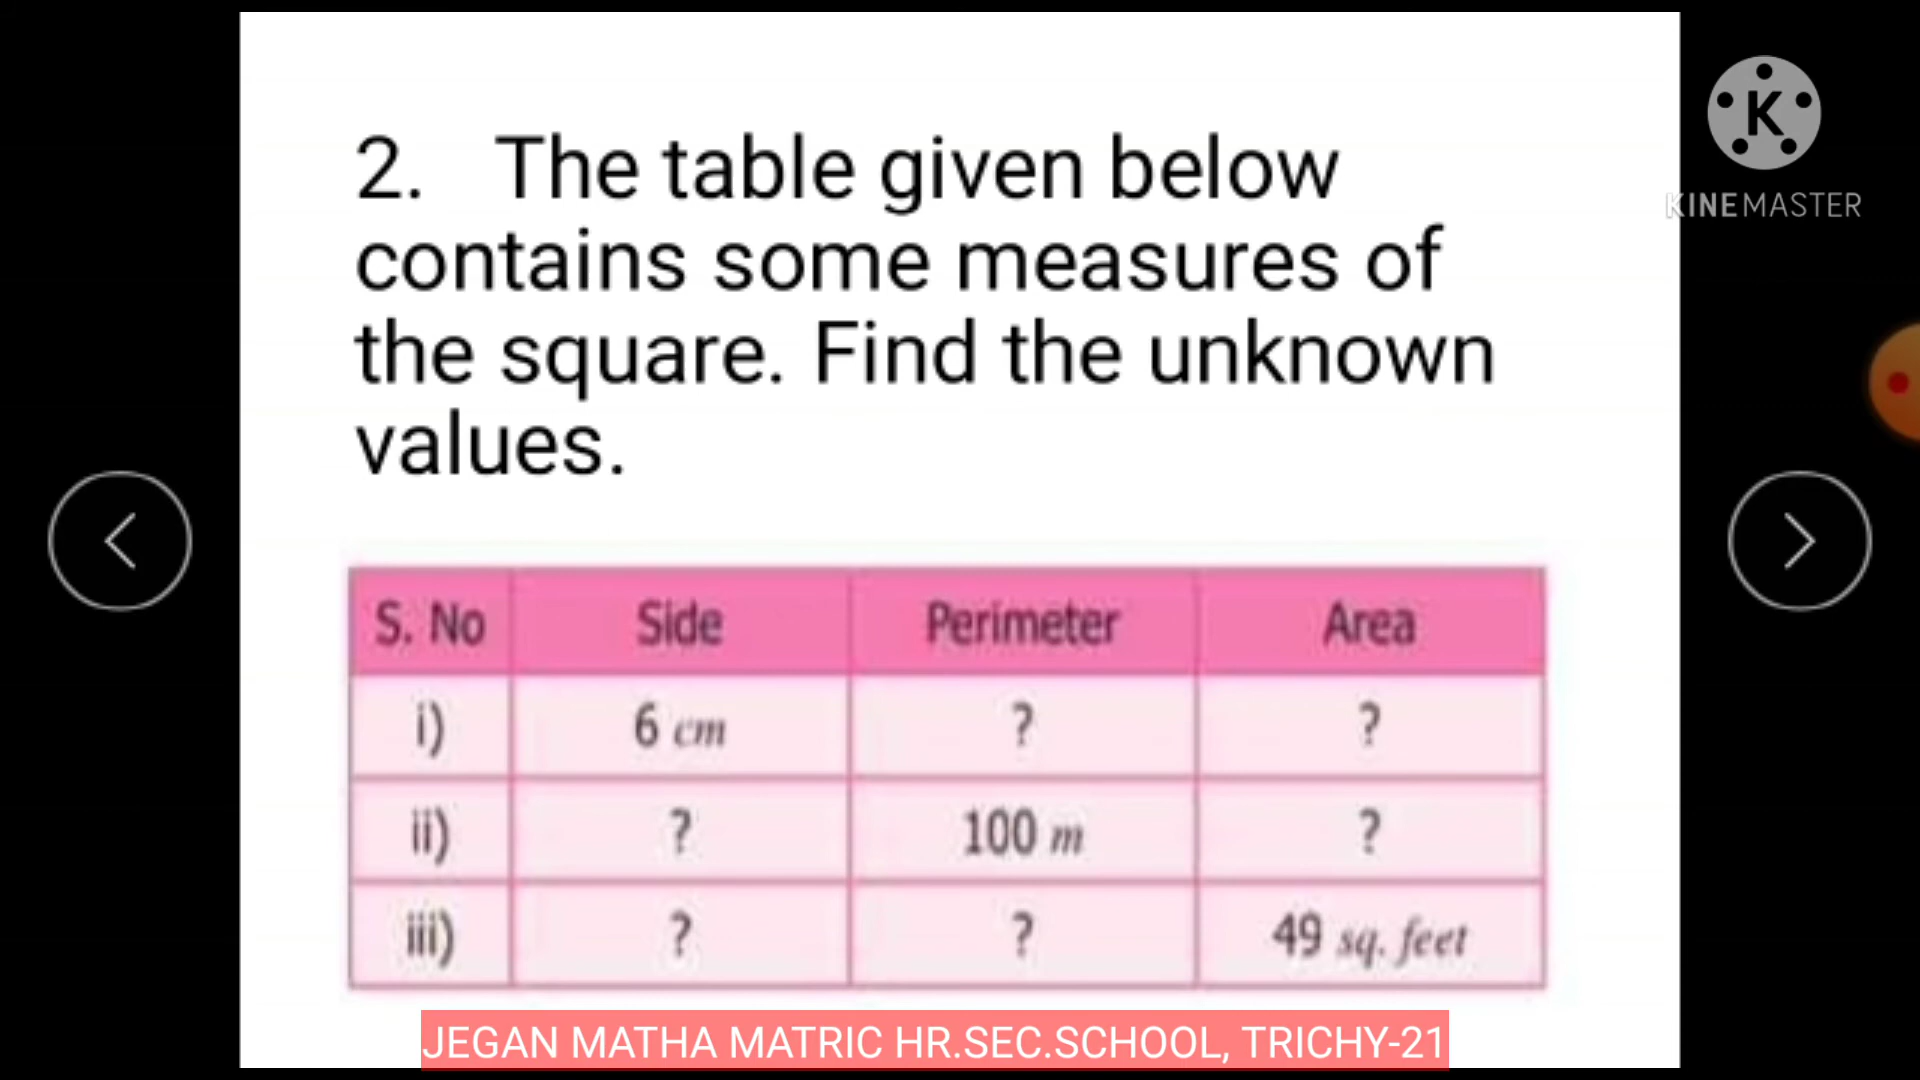 K
KINEMASTER
2. The table given below
contains some measures of
the square. Find the unknown
values.
S. No Side Perimeter Area
i) 6 cm ? ?
ii) ? 100 m ?
iii) ? ? 49 sq. feet
JEGAN MATHA MATRIC HR.SEC.SCHOOL, TRICHY-21